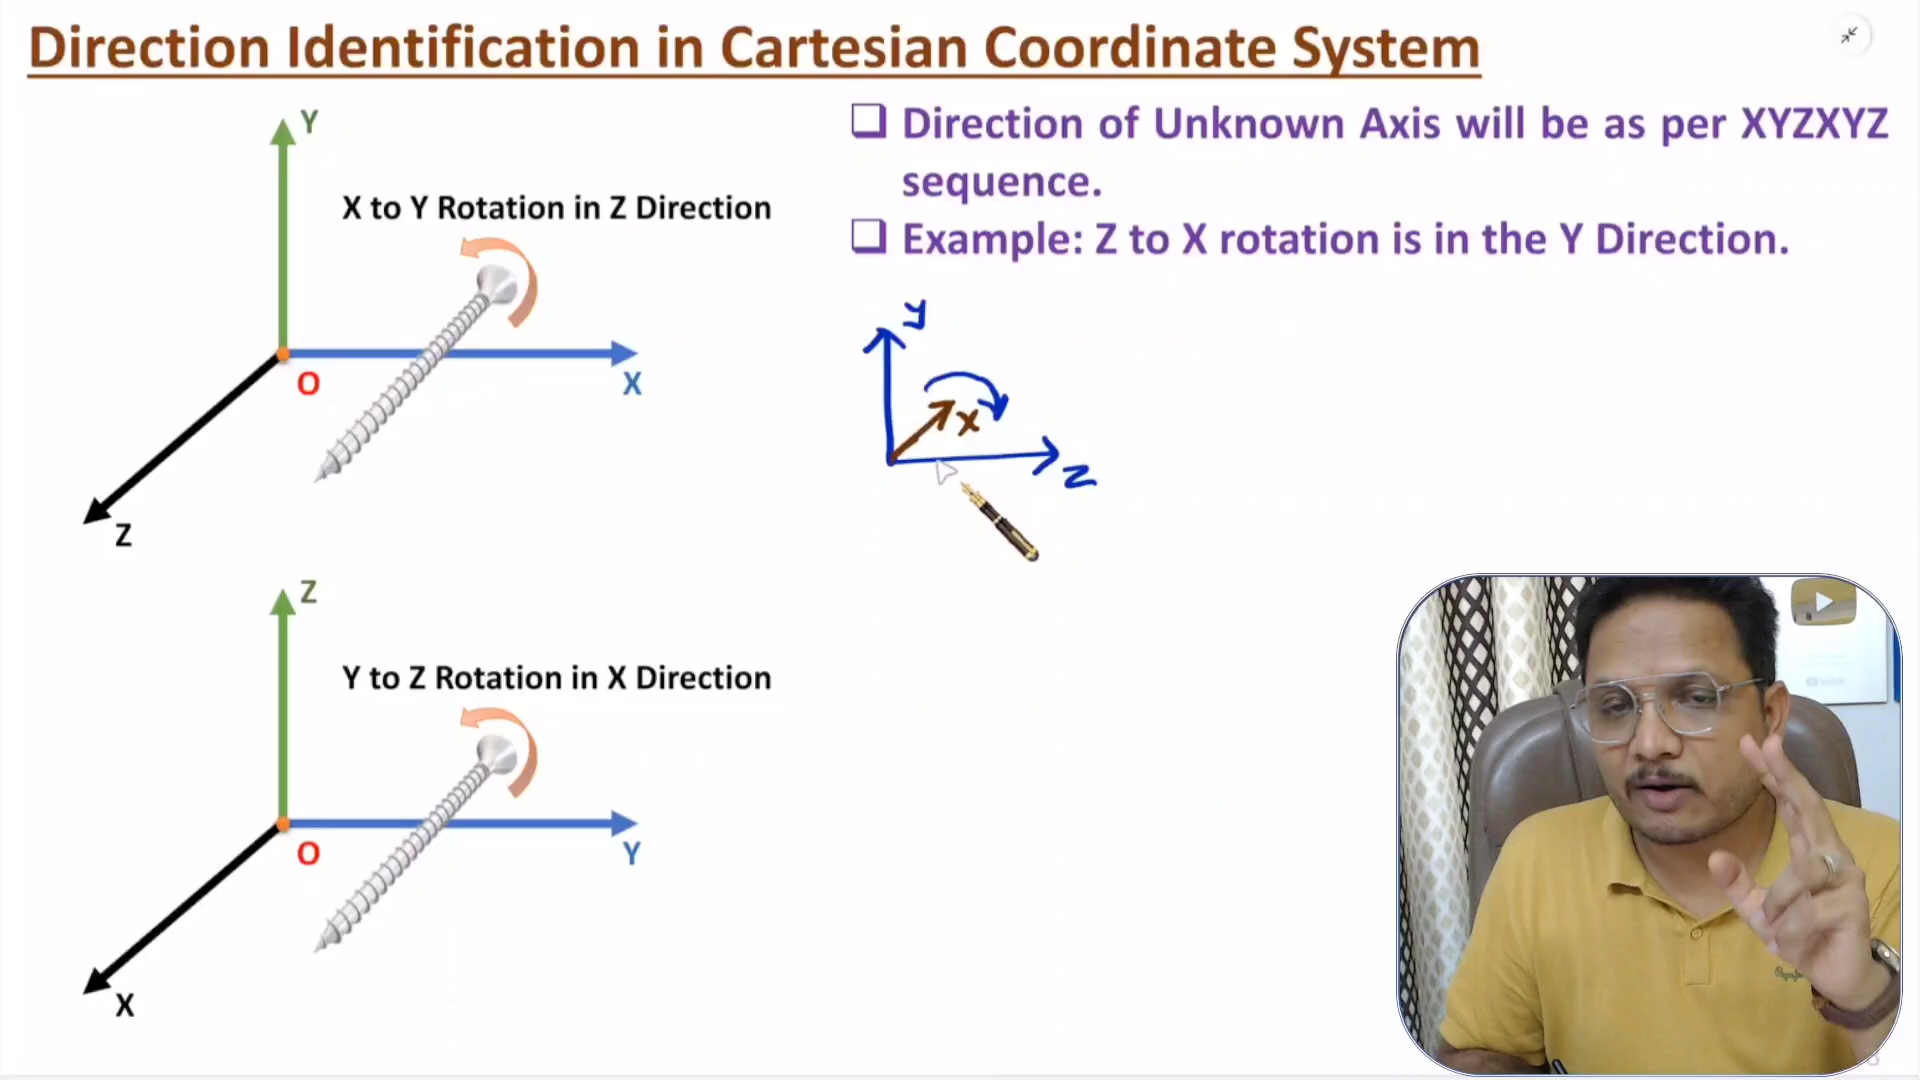 Direction Identification in Cartesian Coordinate System
Y
X to Y Rotation in Z Direction
O
X
Z
Z
Y to Z Rotation in X Direction
O
Y
X
❑ Direction of Unknown Axis will be as per XYZXYZ
sequence.
❑ Example: Z to X rotation is in the Y Direction.
y
x
z